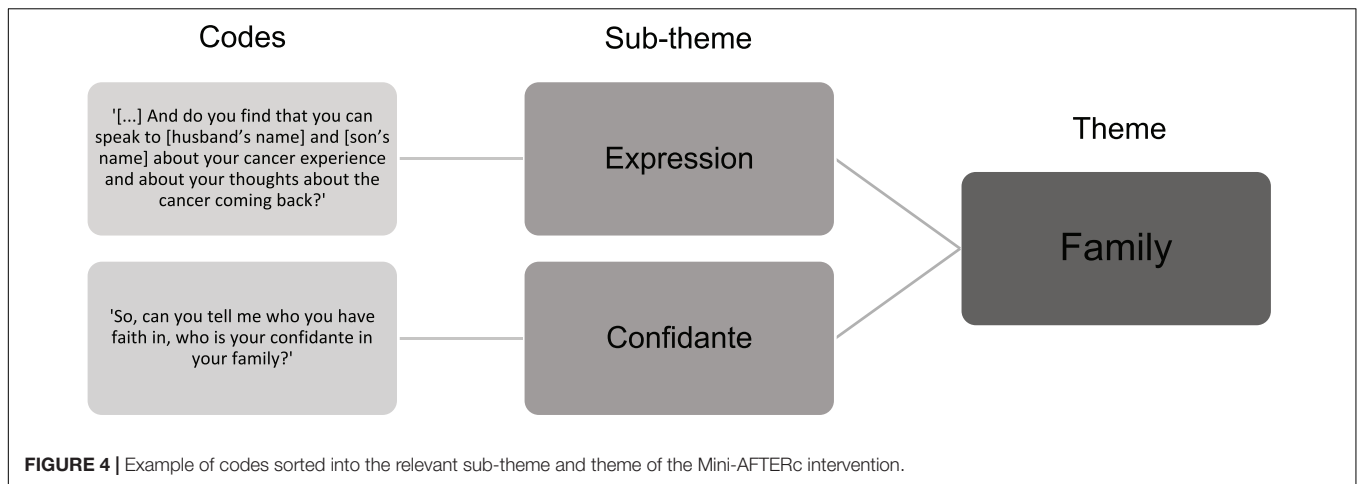 Codes
Sub-theme
Theme
'[...] And do you find that you can
speak to [husband's name] and [son's
name] about your cancer experience
and about your thoughts about the
cancer coming back?'
Expression
Family
'So, can you tell me who you have
faith in, who is your confidante in
your family?'
Confidante
FIGURE 4 | Example of codes sorted into the relevant sub-theme and theme of the Mini-AFTERc intervention.